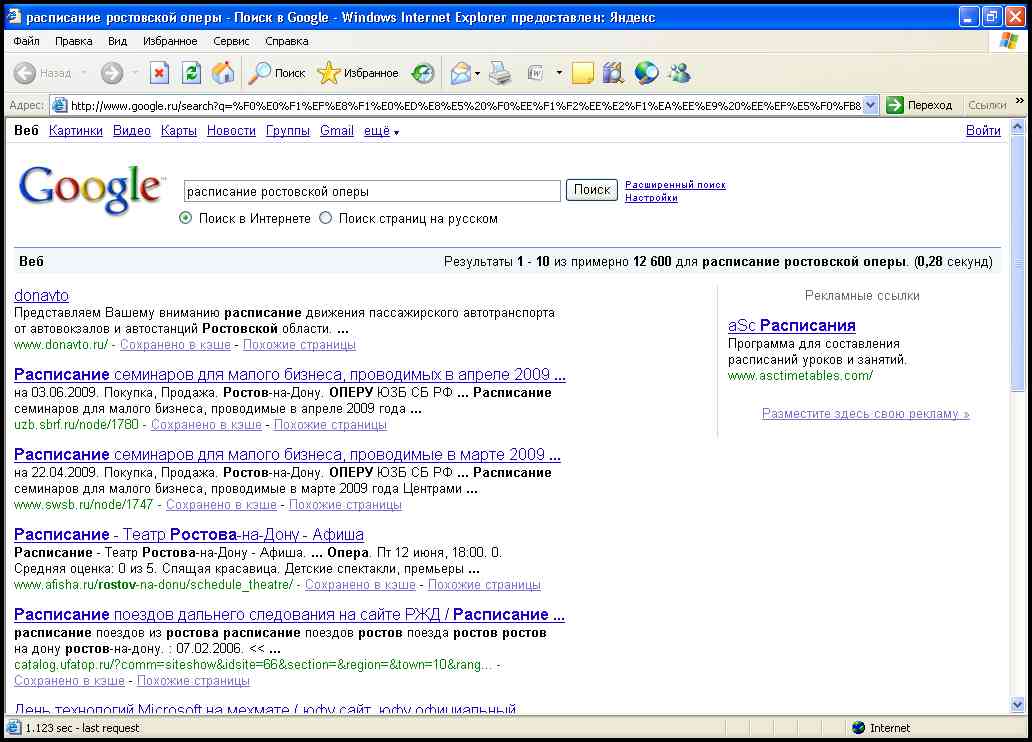 расписание ростовской оперы - Поиск в Google - Windows Internet Explorer предоставлен: Яндекс
Файл Правка Вид Избранное Сервис Справка
Назад Поиск Избранное
Адрес: http://www.google.ru/search?q=%F0%E0%F1%EF%E8%F1%E0%ED%E8%E5%20%F0%EE%F1%F2%EE%E2%F1%EA%EE%E9%20%EE%EF%E5%F0%FB& Переход Ссылки »
Веб Картинки Видео Карты Новости Группы Gmail ещё ▾ Войти
Google™ расписание ростовской оперы Поиск Расширенный поиск
Настройки
Поиск в Интернете Поиск страниц на русском
Веб Результаты 1 - 10 из примерно 12 600 для расписание ростовской оперы. (0,28 секунд)
donavto
Представляем Вашему вниманию расписание движения пассажирского автотранспорта
от автовокзалов и автостанций Ростовской области. ...
www.donavto.ru/ - Сохранено в кэше - Похожие страницы
Расписание семинаров для малого бизнеса, проводимых в апреле 2009 ...
на 03.06.2009. Покупка, Продажа. Ростов-на-Дону. ОПЕРУ ЮЗБ СБ РФ ... Расписание
семинаров для малого бизнеса, проводимые в апреле 2009 года ...
uzb.sbrf.ru/node/1780 - Сохранено в кэше - Похожие страницы
Расписание семинаров для малого бизнеса, проводимые в марте 2009 ...
на 22.04.2009. Покупка, Продажа. Ростов-на-Дону. ОПЕРУ ЮЗБ СБ РФ ... Расписание
семинаров для малого бизнеса, проводимые в марте 2009 года Центрами ...
www.swsb.ru/node/1747 - Сохранено в кэше - Похожие страницы
Расписание - Театр Ростова-на-Дону - Афиша
Расписание - Театр Ростова-на-Дону - Афиша. ... Опера. Пт 12 июня, 18:00. 0.
Средняя оценка: 0 из 5. Спящая красавица. Детские спектакли, премьеры ...
www.afisha.ru/rostov-na-donu/schedule_theatre/ - Сохранено в кэше - Похожие страницы
Расписание поездов дальнего следования на сайте РЖД / Расписание ...
расписание поездов из ростова расписание поездов ростов поезда ростов ростов
на дону ростов-на-дону. : 07.02.2006. << ...
catalog.ufatop.ru/?comm=siteshow&idsite=66&section=&region=&town=10&rang... -
Сохранено в кэше - Похожие страницы
День технологий Microsoft на мехмате ( юфу сайт, юфу официальный
Рекламные ссылки
aSc Расписания
Программа для составления
расписаний уроков и занятий.
www.asctimetables.com/
Разместите здесь свою рекламу »
1.123 sec - last request Internet